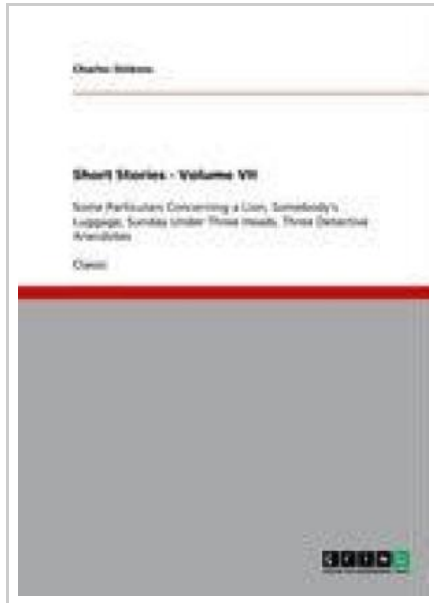 Charles Dickens
Short Stories - Volume VII
Some Particulars Concerning a Lion, Somebody's
Luggage, Sunday Under Three Heads, Three Detective
Anecdotes
Classic
GRIN